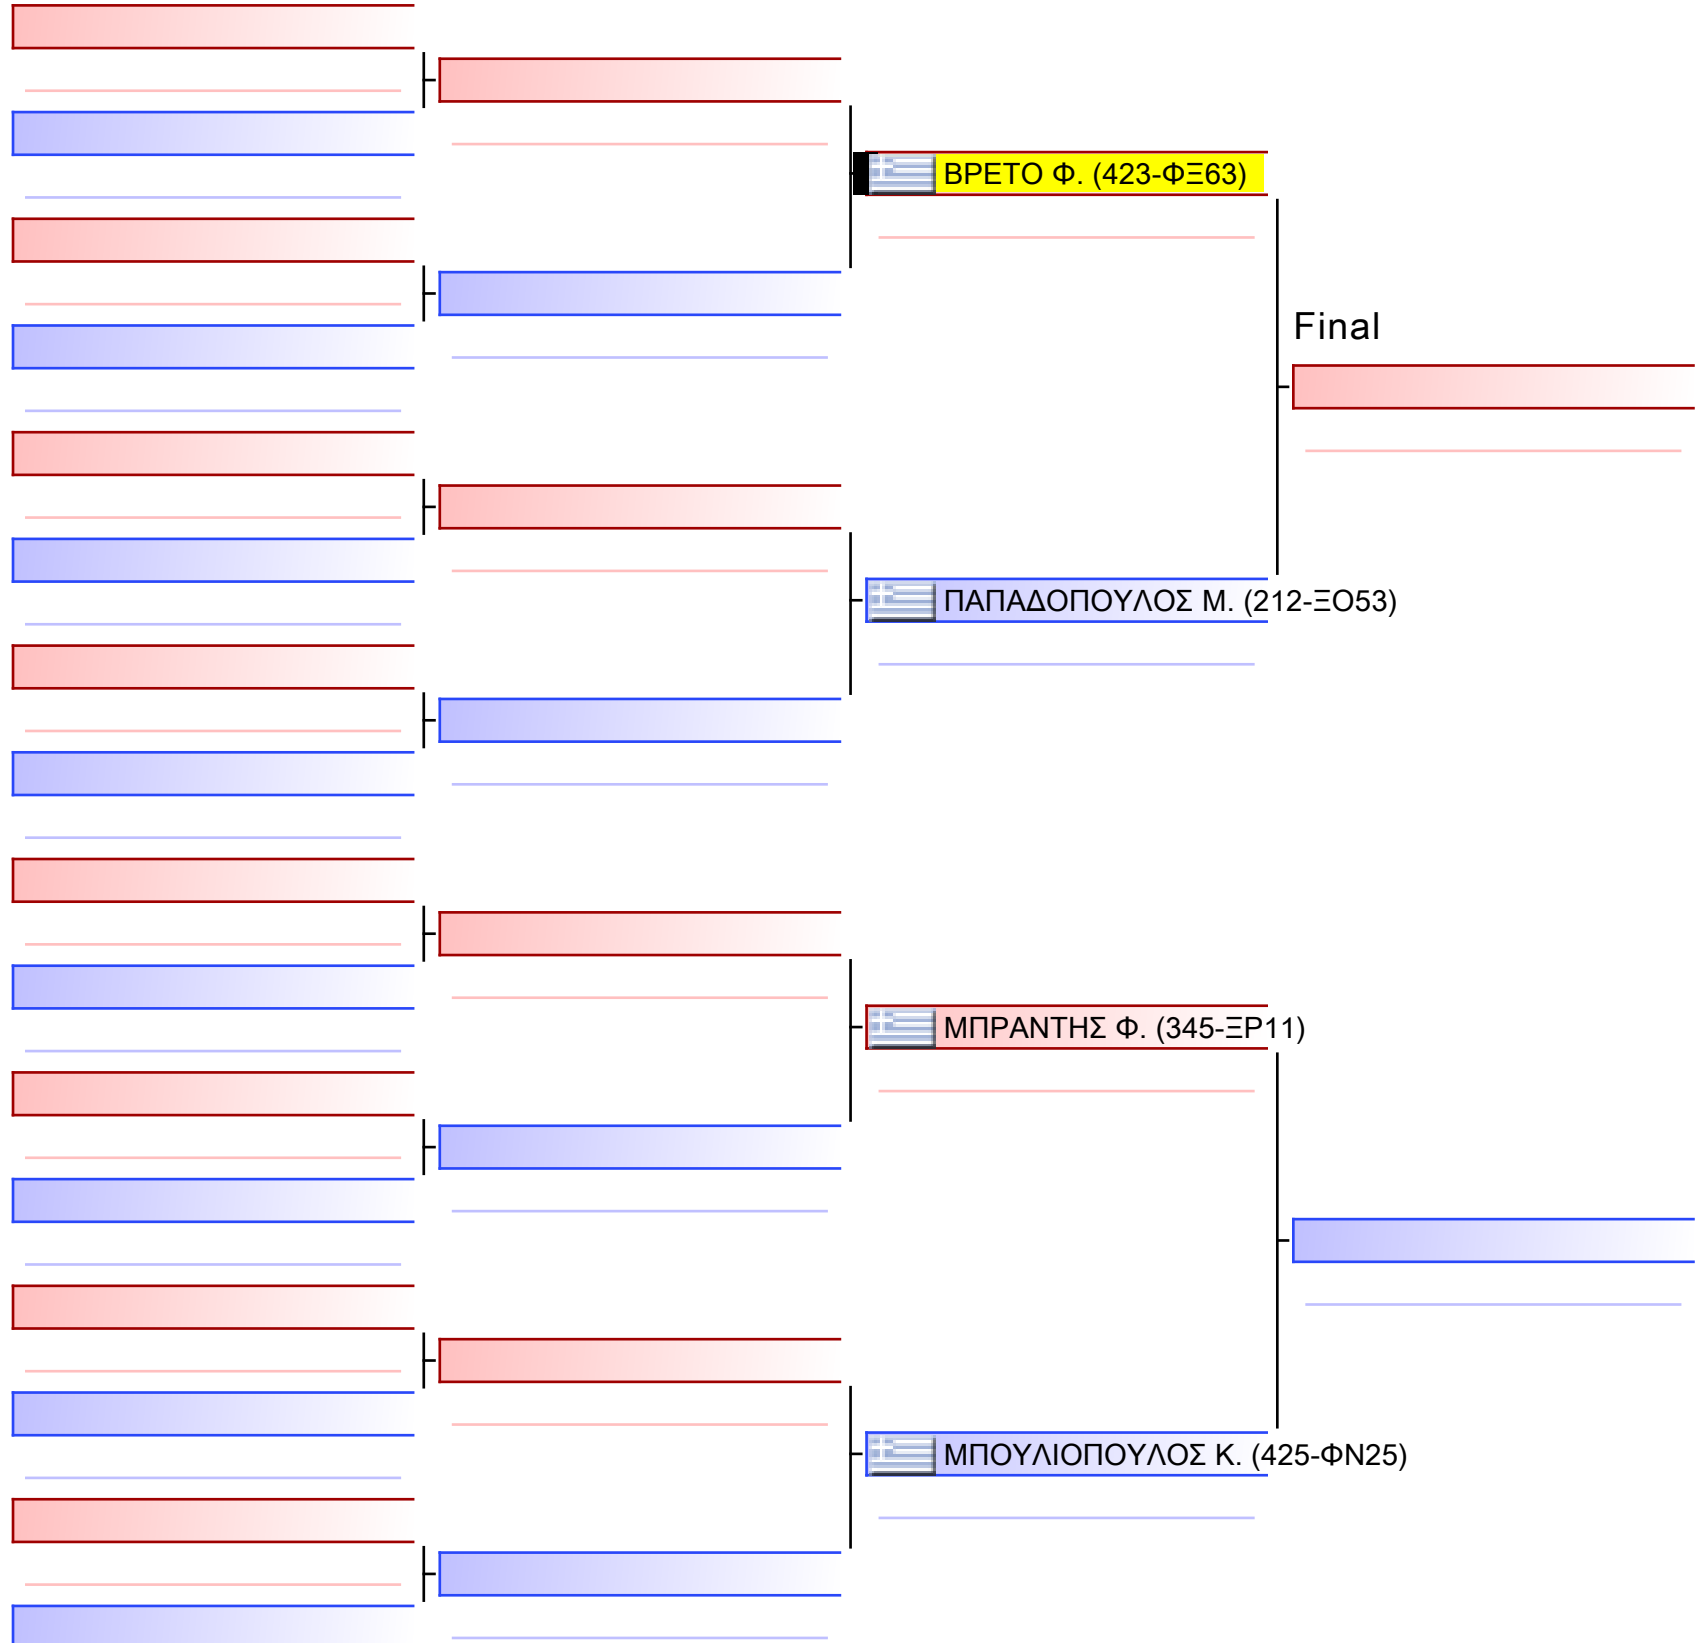 ΒΡΕΤΟ Φ. (423-ΦΞ63)
Final
ΠΑΠΑΔΟΠΟΥΛΟΣ Μ. (212-ΞΟ53)
ΜΠΡΑΝΤΗΣ Φ. (345-ΞΡ11)
ΜΠΟΥΛΙΟΠΟΥΛΟΣ Κ. (425-ΦΝ25)